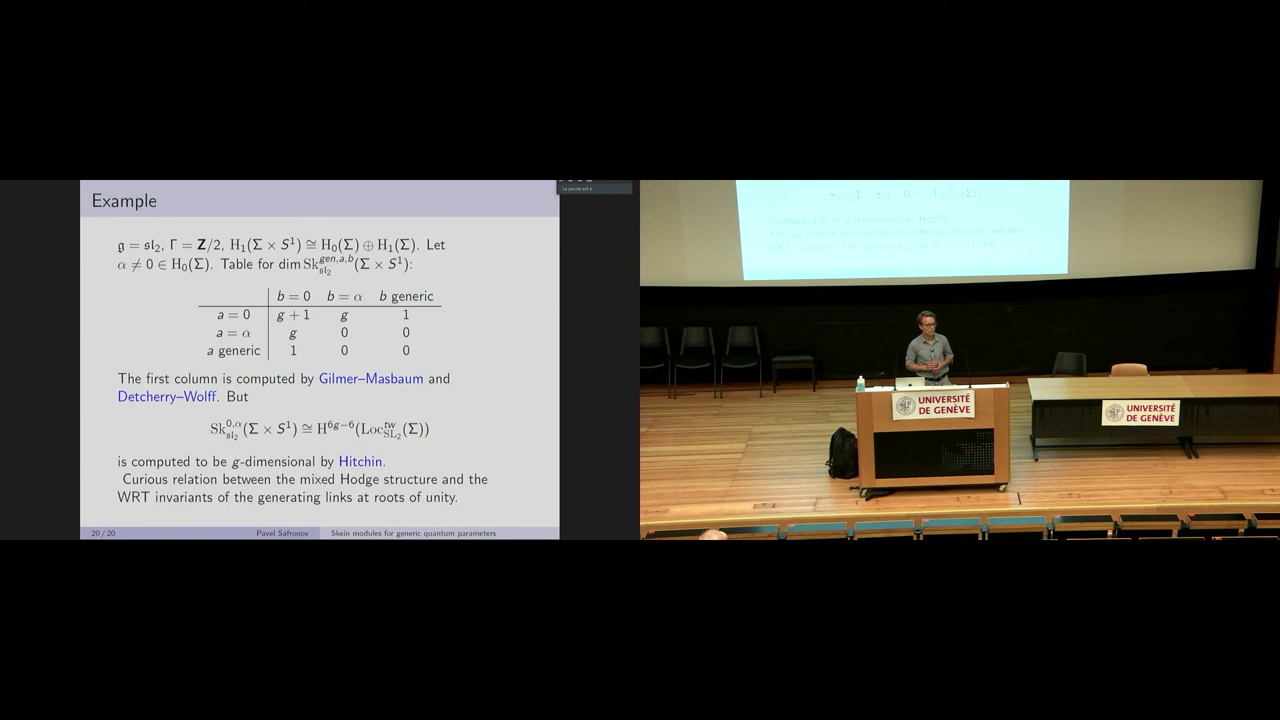 Example
La parole est à :
𝔤 = 𝔰𝔩₂, Γ = Z/2, H₁(Σ × S¹) ≅ H₀(Σ) ⊕ H₁(Σ). Let
α ≠ 0 ∈ H₀(Σ). Table for dim Sk^{gen,a,b}_{𝔰𝔩₂}(Σ × S¹):
b = 0 b = α b generic
a = 0 g + 1 g 1
a = α g 0 0
a generic 1 0 0
The first column is computed by Gilmer–Masbaum and
Detcherry–Wolff. But
Sk^{0,α}_{𝔰𝔩₂}(Σ × S¹) ≅ H^{6g−6}(Loc^{tw}_{SL₂}(Σ))
is computed to be g-dimensional by Hitchin.
Curious relation between the mixed Hodge structure and the
WRT invariants of the generating links at roots of unity.
20 / 20 Pavel Safronov Skein modules for generic quantum parameters
UNIVERSITÉ
DE GENÈVE
UNIVERSITÉ
DE GENÈVE